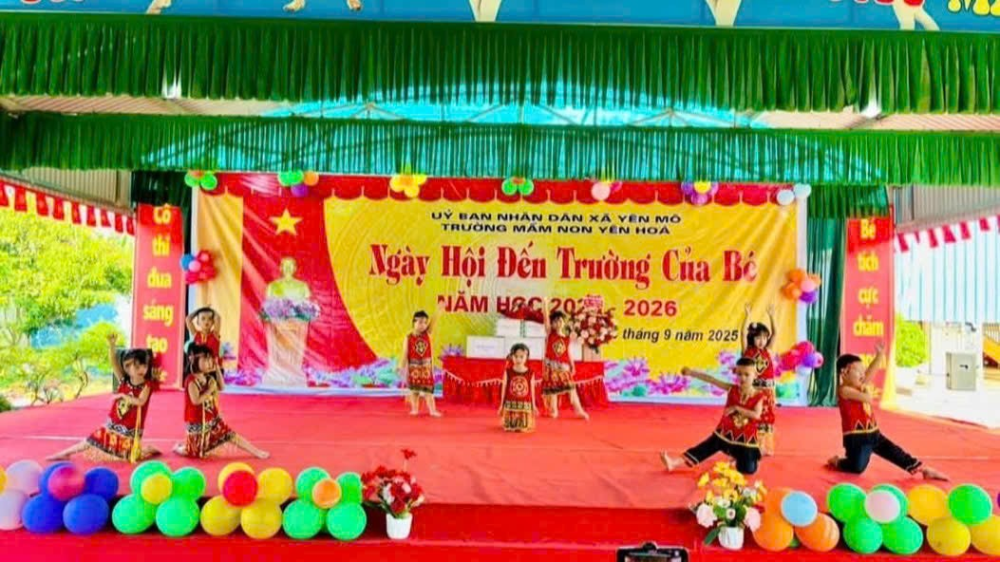 UỶ BAN NHÂN DÂN XÃ YÊN MÔ
TRƯỜNG MẦM NON YÊN HOÀ
Ngày Hội Đến Trường Của Bé
NĂM HỌC - 2026
tháng 9 năm 2025
Cô
thi
đua
sáng
tạo
Bé
tích
cực
chăm